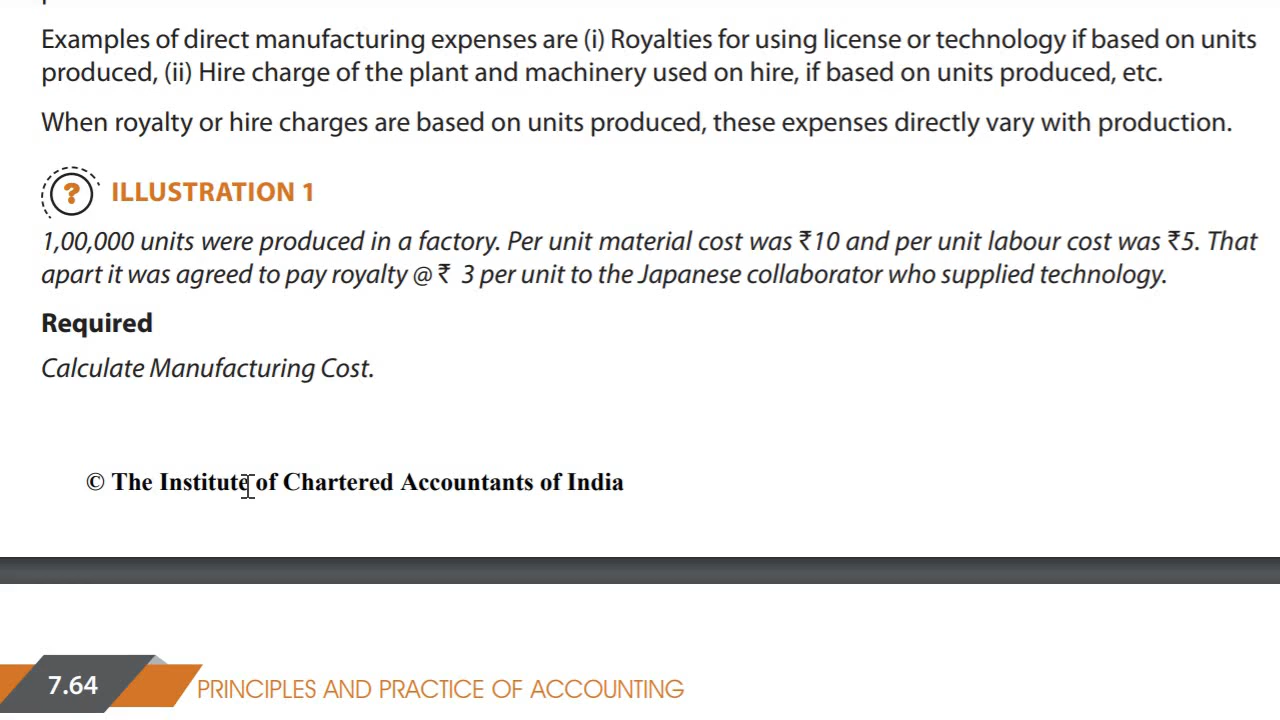 Examples of direct manufacturing expenses are (i) Royalties for using license or technology if based on units
produced, (ii) Hire charge of the plant and machinery used on hire, if based on units produced, etc.
When royalty or hire charges are based on units produced, these expenses directly vary with production.
? ILLUSTRATION 1
1,00,000 units were produced in a factory. Per unit material cost was ₹10 and per unit labour cost was ₹5. That
apart it was agreed to pay royalty @ ₹ 3 per unit to the Japanese collaborator who supplied technology.
Required
Calculate Manufacturing Cost.
© The Institute of Chartered Accountants of India
7.64 PRINCIPLES AND PRACTICE OF ACCOUNTING